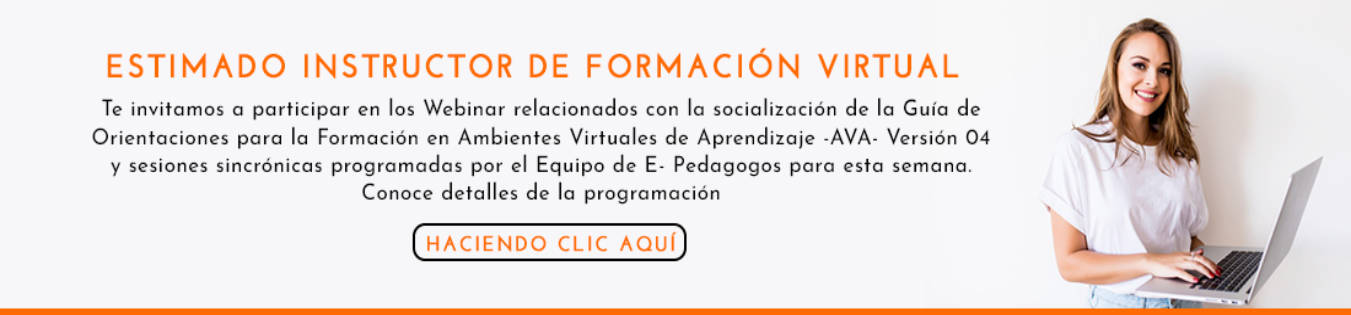 ESTIMADO INSTRUCTOR DE FORMACIÓN VIRTUAL
Te invitamos a participar en los Webinar relacionados con la socialización de la Guía de
Orientaciones para la Formación en Ambientes Virtuales de Aprendizaje -AVA- Versión 04
y sesiones sincrónicas programadas por el Equipo de E- Pedagogos para esta semana.
Conoce detalles de la programación
HACIENDO CLIC AQUÍ